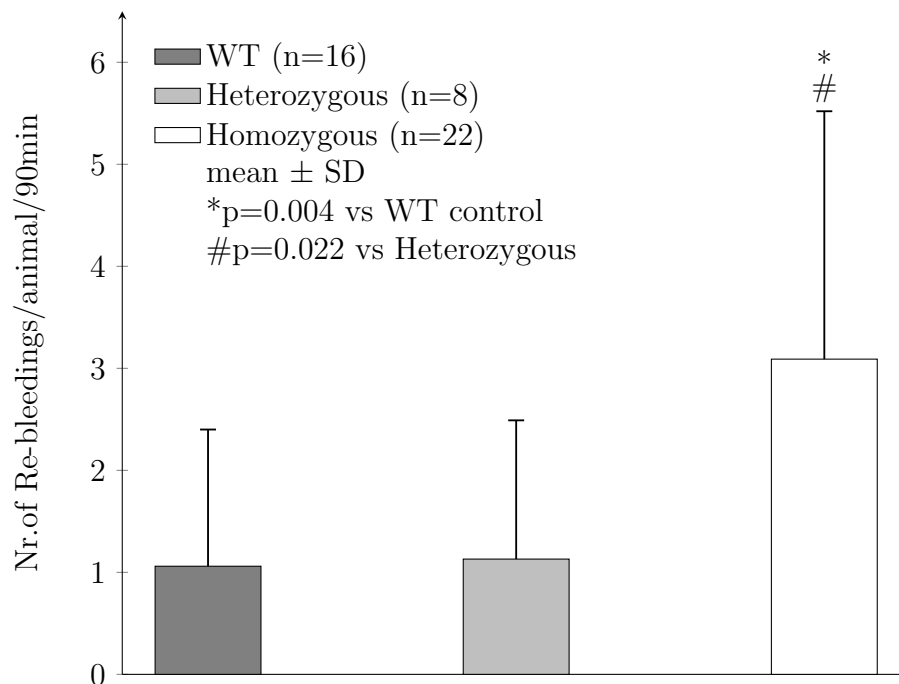 Nr.of Re-bleedings/animal/90min
6
5
4
3
2
1
0
WT (n=16)
Heterozygous (n=8)
Homozygous (n=22)
mean ± SD
*p=0.004 vs WT control
#p=0.022 vs Heterozygous
*
#